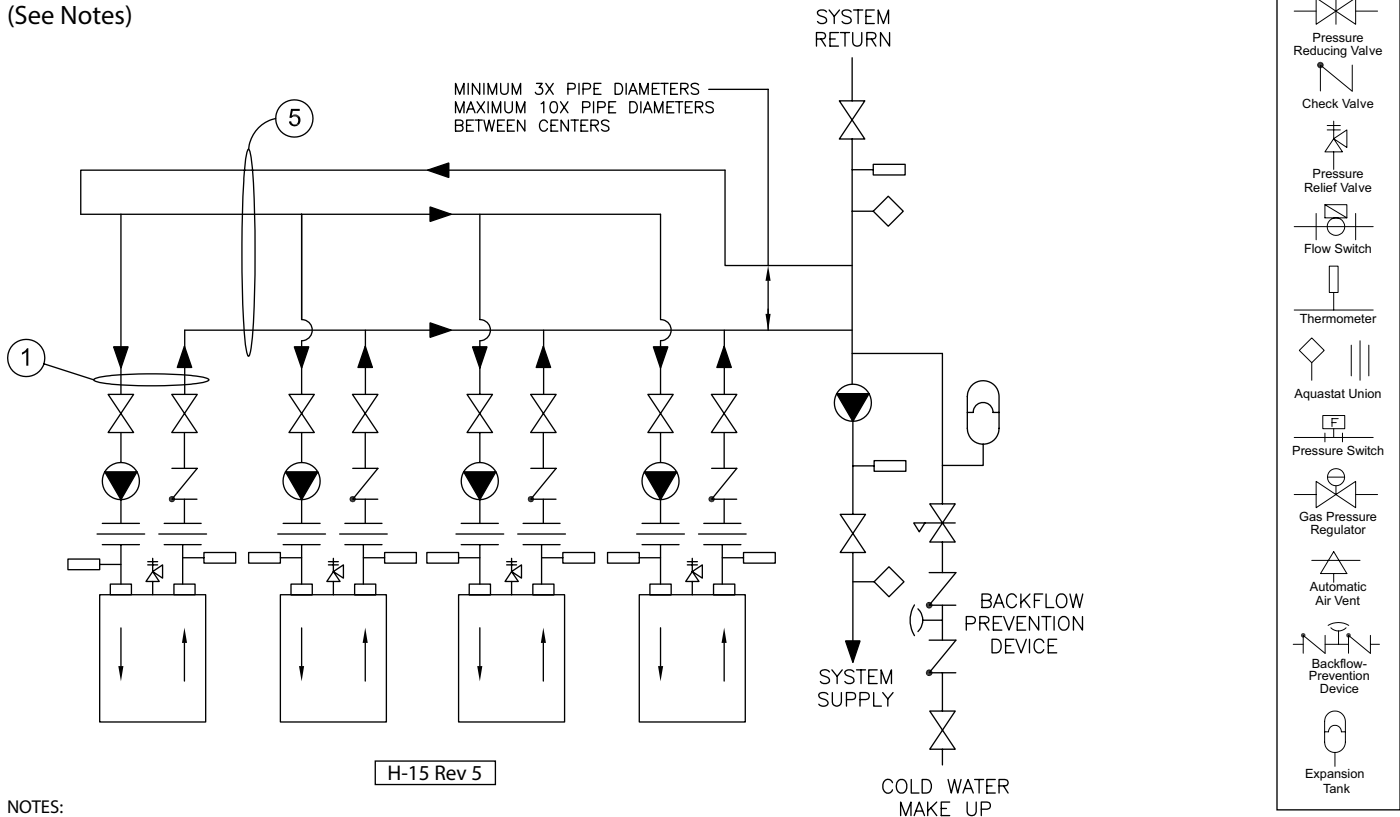 (See Notes)
SYSTEM
RETURN
MINIMUM 3X PIPE DIAMETERS
MAXIMUM 10X PIPE DIAMETERS
BETWEEN CENTERS
5
1
BACKFLOW
PREVENTION
DEVICE
SYSTEM
SUPPLY
COLD WATER
MAKE UP
H-15 Rev 5
NOTES:
Pressure
Reducing Valve
Check Valve
Pressure
Relief Valve
Flow Switch
Thermometer
Aquastat Union
F
Pressure Switch
Gas Pressure
Regulator
Automatic
Air Vent
Backflow-
Prevention
Device
Expansion
Tank